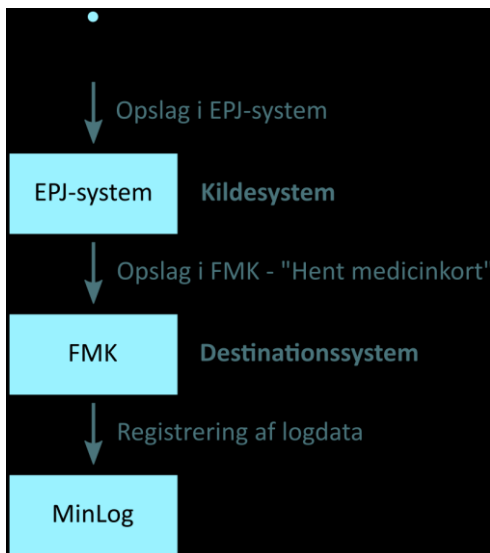 Opslag i EPJ-system
EPJ-system
Kildesystem
Opslag i FMK - "Hent medicinkort"
FMK
Destinationssystem
Registrering af logdata
MinLog